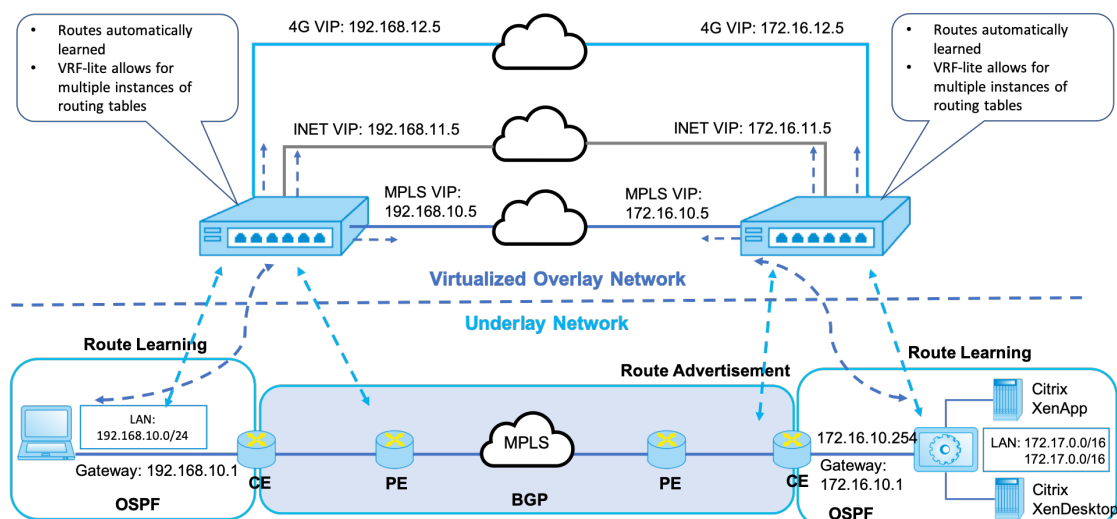 • Routes automatically
learned
• VRF-lite allows for
multiple instances of
routing tables
4G VIP: 192.168.12.5
4G VIP: 172.16.12.5
• Routes automatically
learned
• VRF-lite allows for
multiple instances of
routing tables
INET VIP: 192.168.11.5
INET VIP: 172.16.11.5
MPLS VIP:
192.168.10.5
MPLS VIP:
172.16.10.5
Virtualized Overlay Network
Underlay Network
Route Learning
Route Advertisement
Route Learning
LAN:
192.168.10.0/24
Gateway: 192.168.10.1
OSPF
CE
PE
MPLS
BGP
PE
CE
172.16.10.254
Gateway:
172.16.10.1
OSPF
Citrix
XenApp
LAN: 172.17.0.0/16
172.17.0.0/16
Citrix
XenDesktop